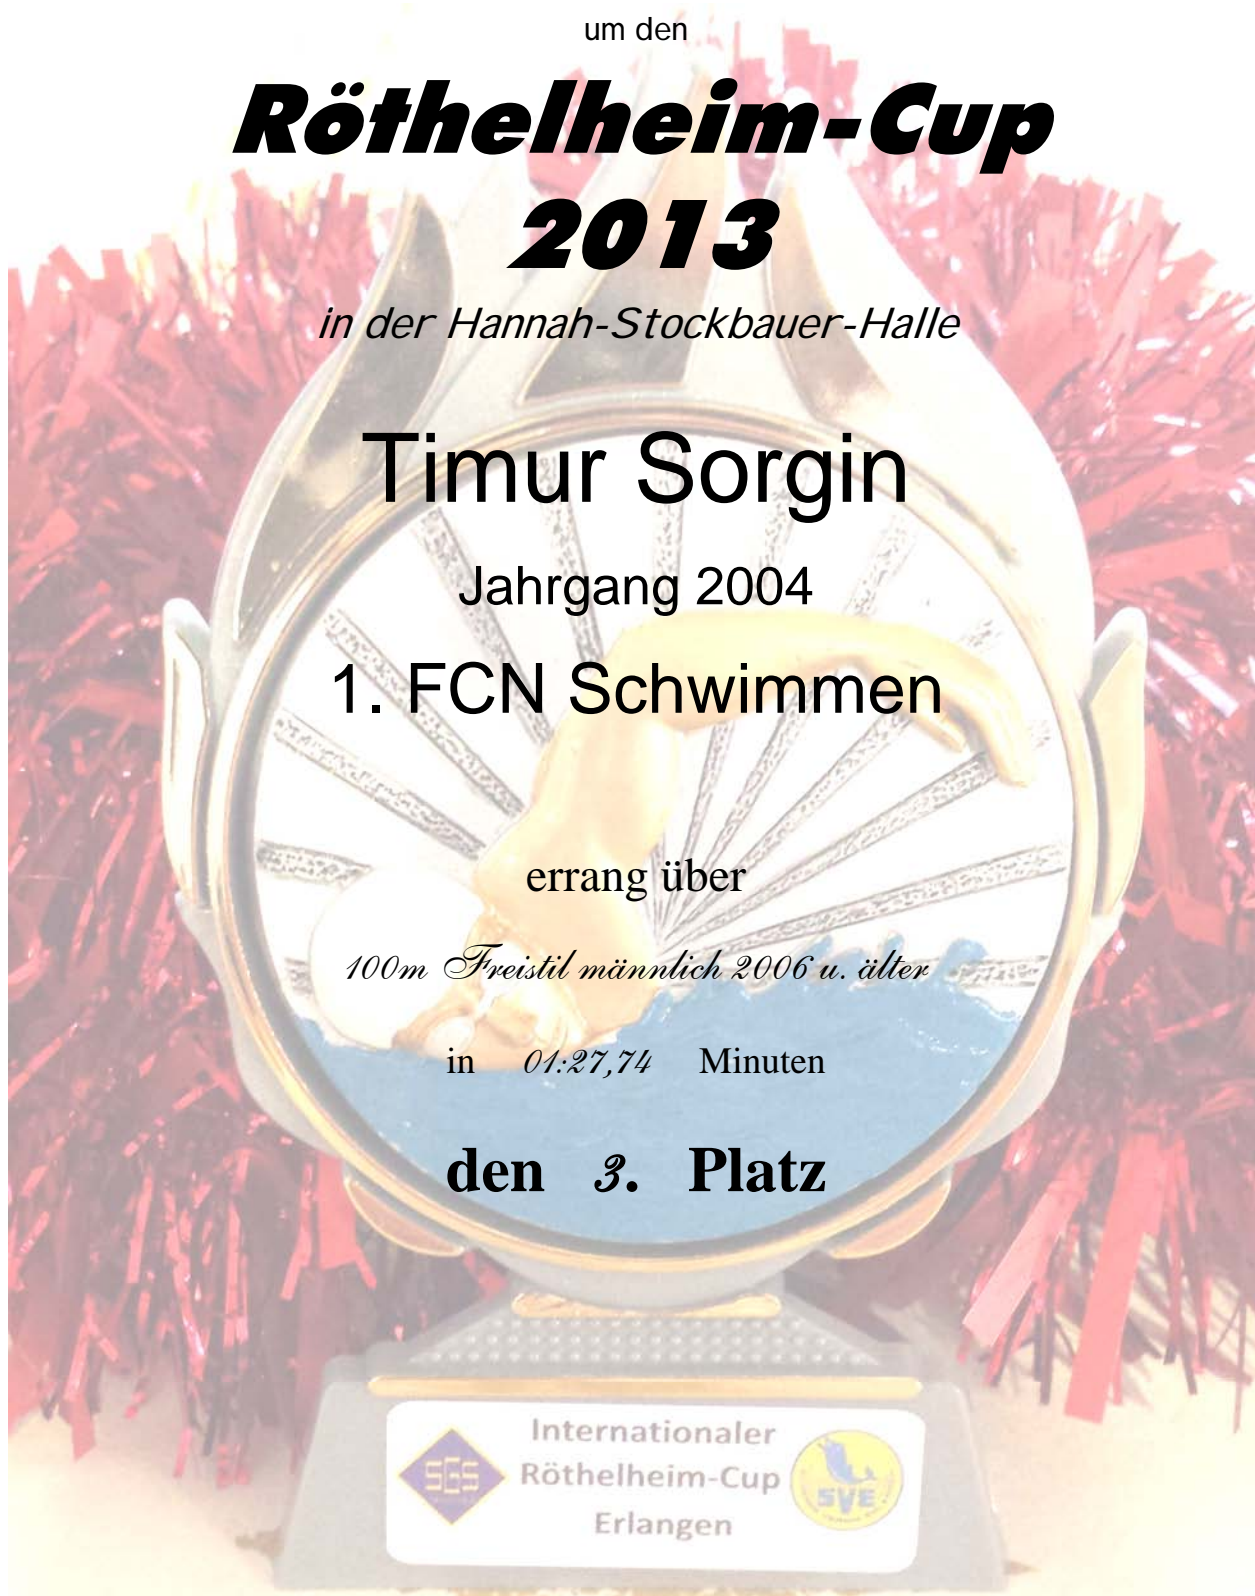 um den
Röthelheim-Cup
2013
in der Hannah-Stockbauer-Halle
Timur Sorgin
Jahrgang 2004
1. FCN Schwimmen
errang über
100m Freistil männlich 2006 u. älter
in 01:27,74 Minuten
den 3. Platz
Internationaler
SGS Röthelheim-Cup SVE
Erlangen